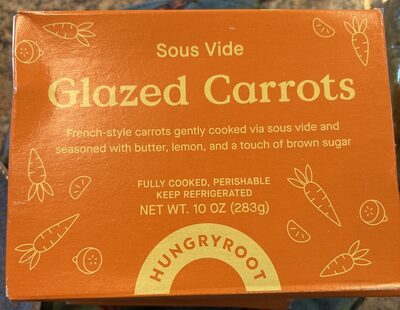 Sous Vide
Glazed Carrots
French-style carrots gently cooked via sous vide and
seasoned with butter, lemon, and a touch of brown sugar
FULLY COOKED, PERISHABLE
KEEP REFRIGERATED
NET WT. 10 OZ (283g)
HUNGRYROOT